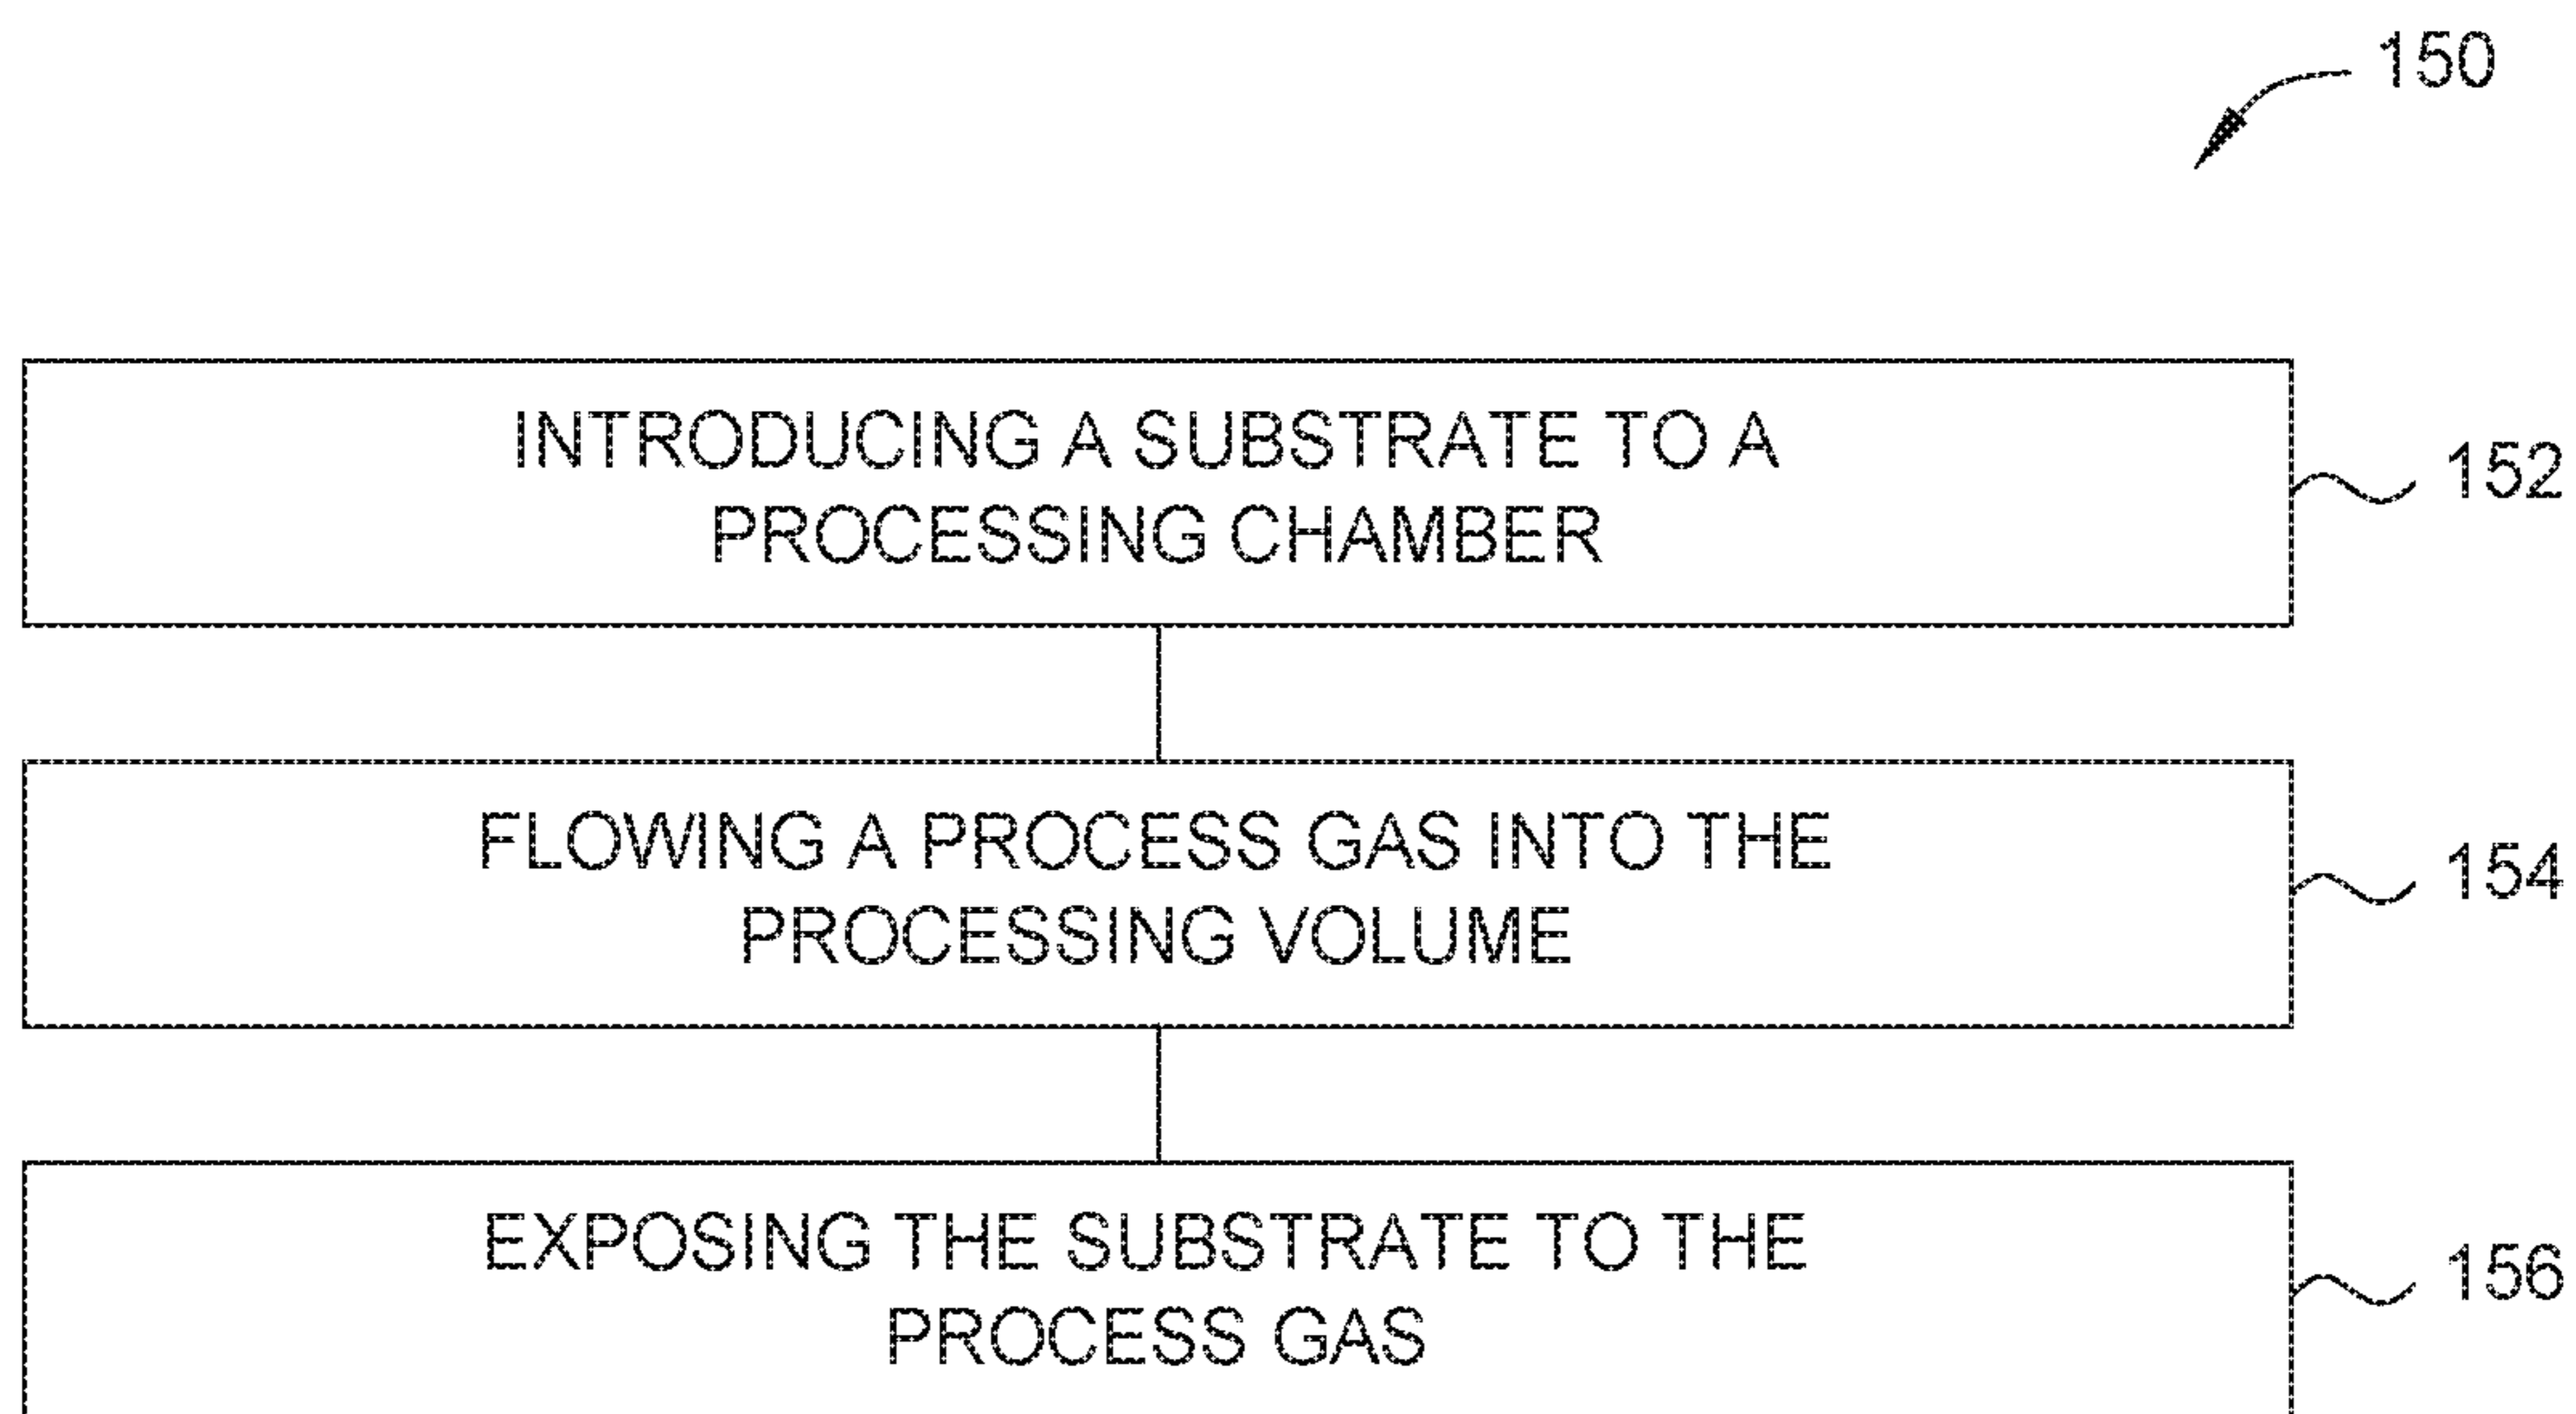 150
INTRODUCING A SUBSTRATE TO A
PROCESSING CHAMBER
152
FLOWING A PROCESS GAS INTO THE
PROCESSING VOLUME
154
EXPOSING THE SUBSTRATE TO THE
PROCESS GAS
156